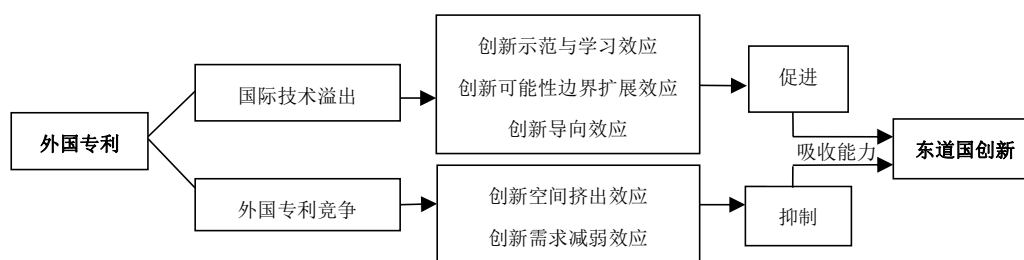 外国专利
国际技术溢出
创新示范与学习效应
创新可能性边界扩展效应
创新导向效应
促进
外国专利竞争
创新空间挤出效应
创新需求减弱效应
抑制
吸收能力
东道国创新